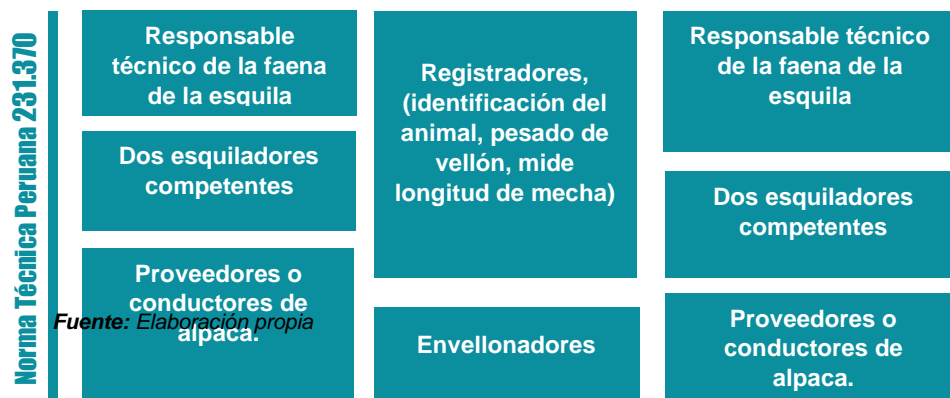 Norma Técnica Peruana 231.370
Responsable
técnico de la faena
de la esquila
Dos esquiladores
competentes
Proveedores o
conductores de
alpaca.
Fuente: Elaboración propia
Registradores,
(identificación del
animal, pesado de
vellón, mide
longitud de mecha)
Envellonadores
Responsable técnico
de la faena de la
esquila
Dos esquiladores
competentes
Proveedores o
conductores de
alpaca.